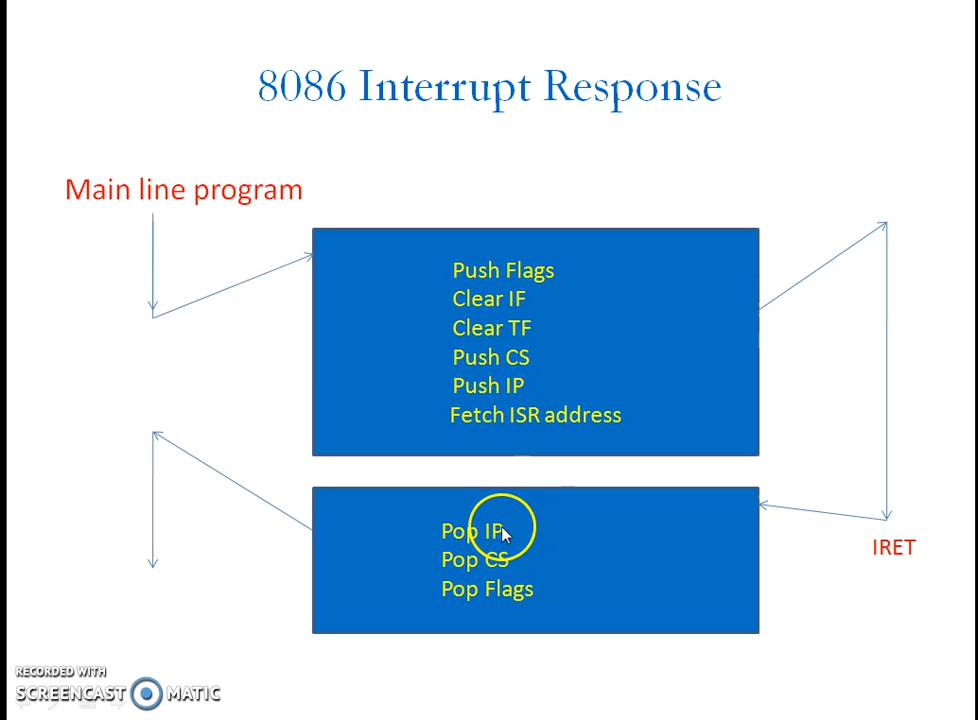 8086 Interrupt Response
Main line program
Push Flags
Clear IF
Clear TF
Push CS
Push IP
Fetch ISR address
Pop IP
Pop CS
Pop Flags
IRET
RECORDED WITH
SCREENCAST MATIC